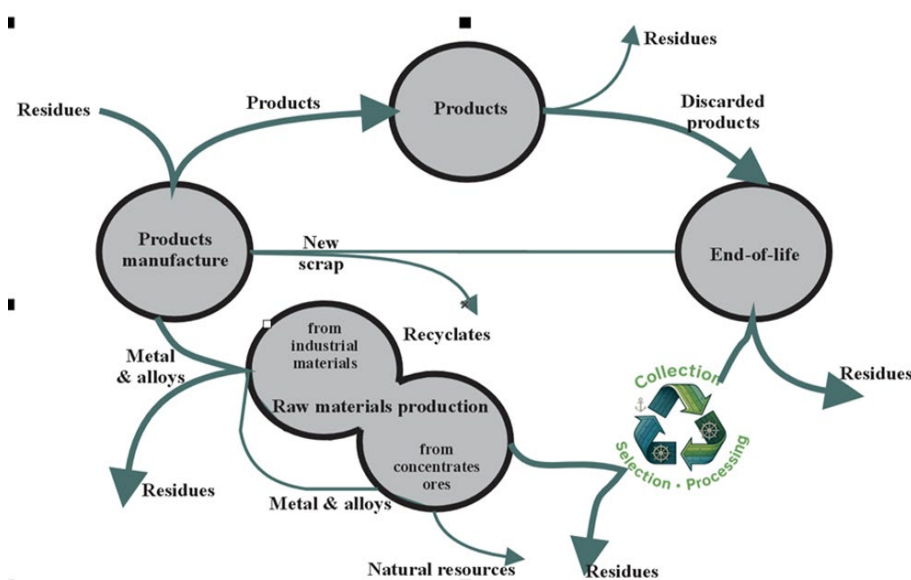 Residues
Residues
Products
Products
Discarded
products
Products
manufacture
New
scrap
End-of-life
from
industrial
materials
Recyclates
Metal
& alloys
Raw materials production
Collection
Selection • Processing
Residues
from
concentrates
ores
Residues
Metal & alloys
Natural resources
Residues